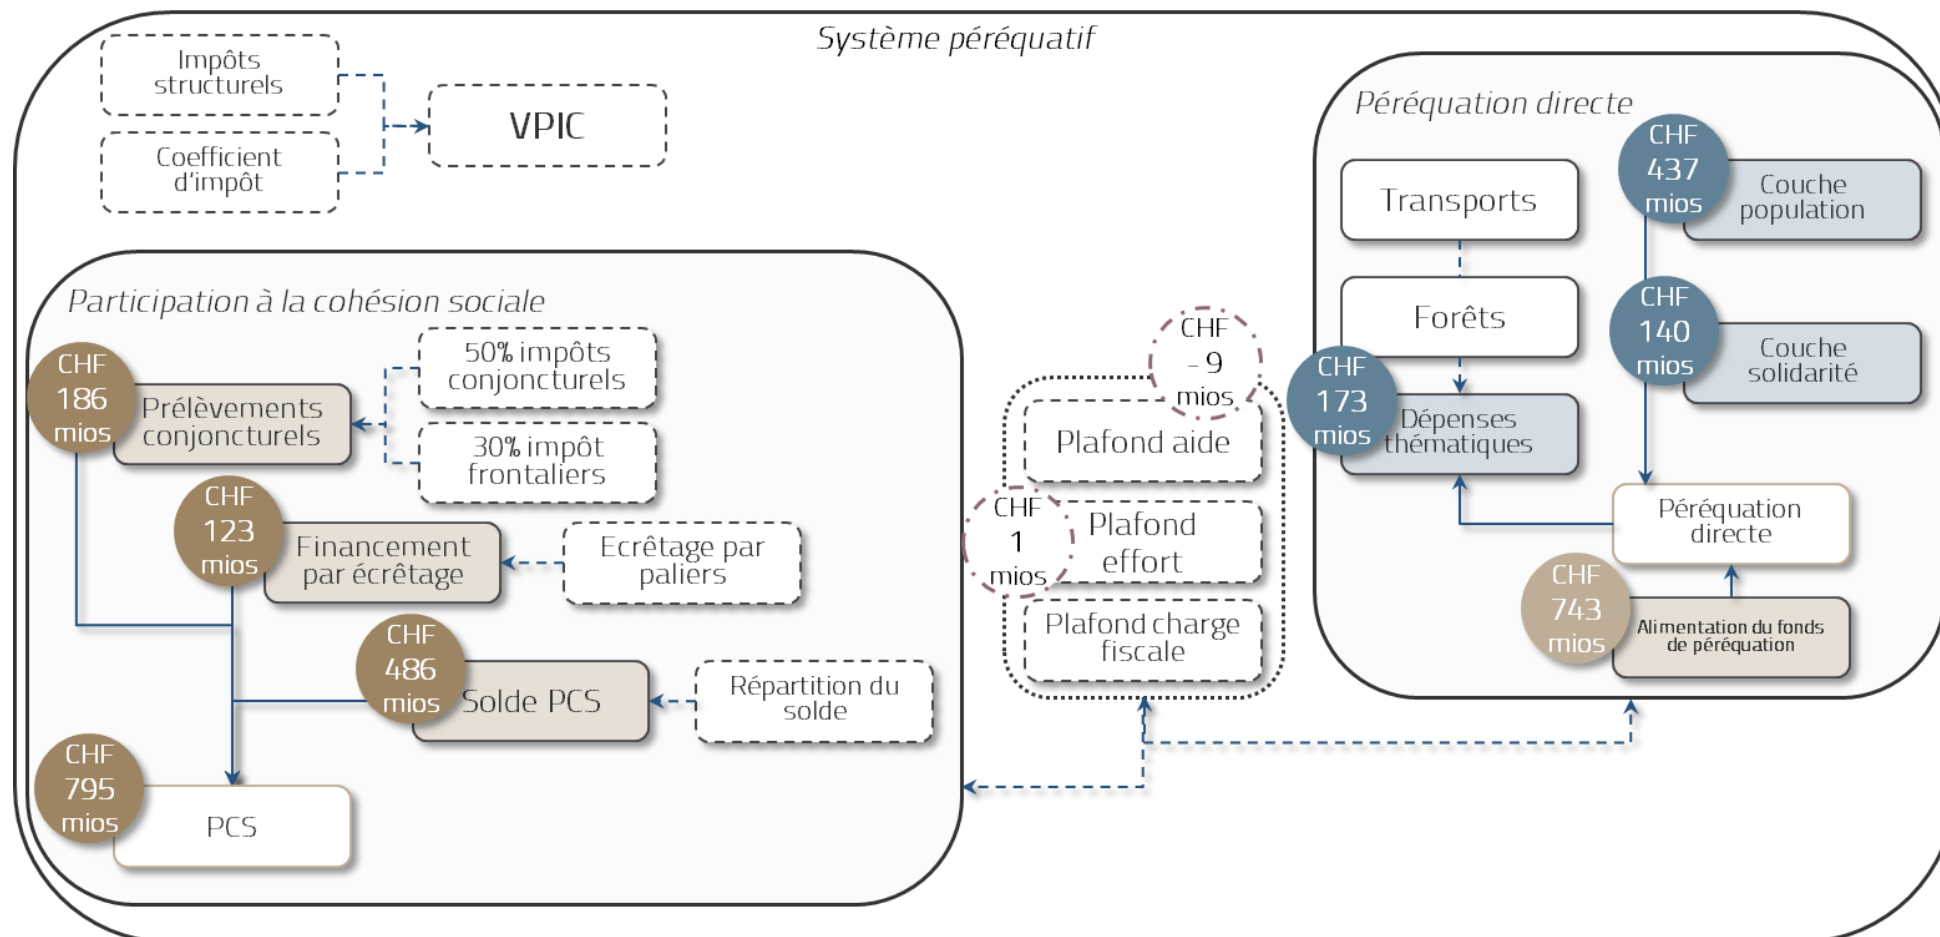 Système péréquatif
Impôts
structurels
Coefficient
d'impôt
VPIC
Participation à la cohésion sociale
CHF
186
mios
Prélèvements
conjoncturels
50% impôts
conjoncturels
30% impôt
frontaliers
CHF
123
mios
Financement
par écrêtage
Ecrêtage par
paliers
CHF
486
mios
Solde PCS
Répartition du
solde
CHF
795
mios
PCS
CHF
- 9
mios
Plafond aide
CHF
1
mios
Plafond
effort
Plafond charge
fiscale
Péréquation directe
Transports
Forêts
CHF
173
mios
Dépenses
thématiques
CHF
437
mios
Couche
population
CHF
140
mios
Couche
solidarité
Péréquation
directe
CHF
743
mios
Alimentation du fonds
de péréquation